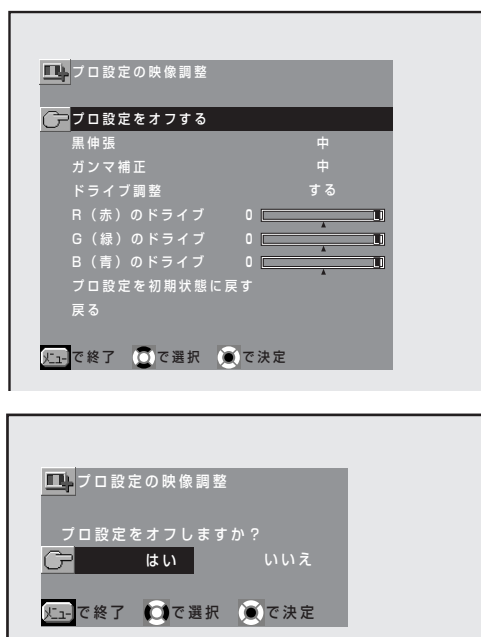 プロ設定の映像調整
プロ設定をオフする
黒伸張 中
ガンマ補正 中
ドライブ調整 する
R（赤）のドライブ 0
G（緑）のドライブ 0
B（青）のドライブ 0
プロ設定を初期状態に戻す
戻る
メニューで終了 で選択 で決定
プロ設定の映像調整
プロ設定をオフしますか？
はい いいえ
メニューで終了 で選択 で決定